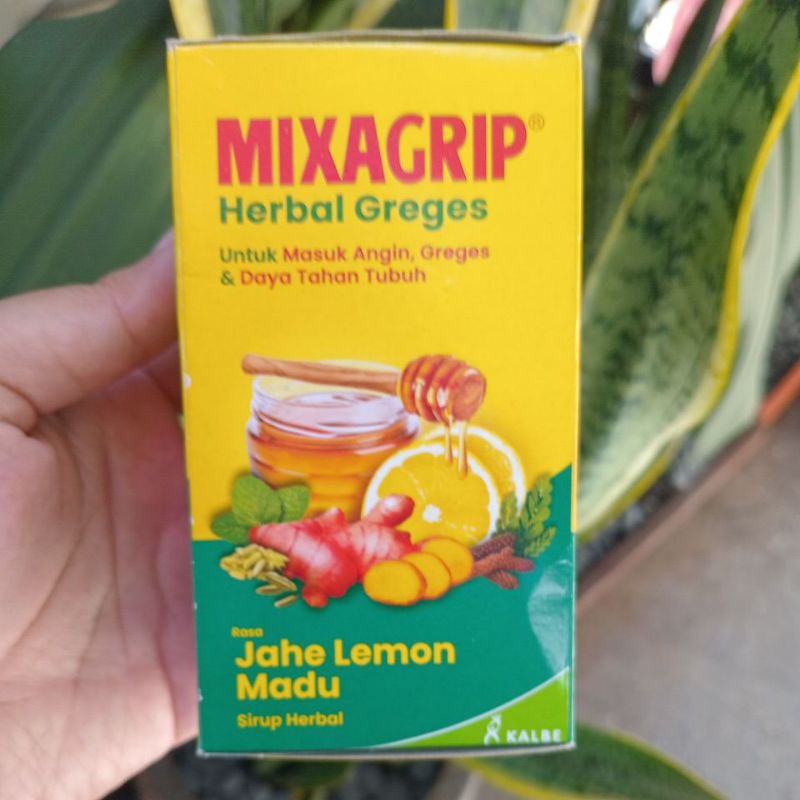 MIXAGRIP®
Herbal Greges
Untuk Masuk Angin, Greges
& Daya Tahan Tubuh
Rasa
Jahe Lemon
Madu
Sirup Herbal
KALBE